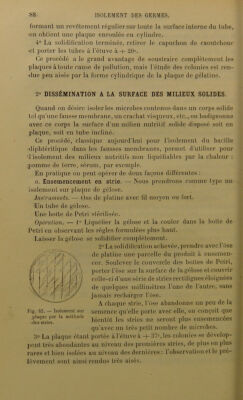 88 ISOLEMENT DES GERMES.
formant un revêtement régulier sur toute la surface interne du tube,
on obtient une plaque enroulée en cylindre.
4° La solidification terminée, retirer le capuchon de caoutchouc
et porter les tubes à l'étuve à + 20°.
Ce procédé a le grand avantage de soustraire complètement les
plaques à toute cause de pollution, mais l'étude des colonies est rendue
due peu aisée par la forme cylindrique de la plaque de gélatine.
2° DISSÉMINATION A LA SURFACE DES MILIEUX SOLIDES.
Quand on désire isoler les microbes contenus dans un corps solide
tel qu'une fausse membrane, un crachat visqueux, etc., on badigeonne
avec ce corps la surface d'un milieu nutritif solide disposé soit en
plaque, soit en tube incliné.
Ce procédé, classique aujourd'hui pour l'isolement du bacille
diphtéritique dans les fausses membranes, permet d'utiliser pour
l'isolement des milieux nutritifs non liquéfiables par la chaleur :
pomme de terre, sérum, par exemple.
En pratique on peut opérer de deux façons différentes :
a. Ensemencement en strie. — Nous prendrons comme type un
isolement sur plaque de gélose.
Instruments. — Ose de platine avec fil moyen ou fort.
Un tube de gélose.
Une boîte de Petri stérilisée.
Opération. — 1° Liquéfier la gélose et la couler dans la boîte de
Petri en observant les règles formulées plus haut.
Laisser la gélose se solidifier complètement.
2° La solidification achevée, prendre avec l'öse
de platine une parcelle du produit à ensemencer.
Soulever le couvercle des boîtes de Petri,
porter l'öse sur la surface de la gélose et couvrir
celle-ci d'une série de stries rectilignes éloignées
de quelques millimètres l'une de l'autre, sans
jamais recharger l'öse.
A chaque strie, l'öse abandonne un peu de la
semence qu'elle porte avec elle, on conçoit que
bientôt les stries ne seront plus ensemencées
qu'avec un très petit nombre de microbes.
Fig. 65. — Isolement sur
plaque par la méthode
des stries.
3° La plaque étant portée à l'étuve à + 37°, les colonies se développent
très abondantes au niveau des premières stries, de plus en plus
rares et bien isolées au niveau des dernières : l'observation et le prélèvement
sont ainsi rendus très aisés.